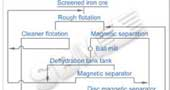 Screened iron ore
Rough flotation
Cleaner flotation
Magnetic separation
Ball mill
Dehydration tank tank
Magnetic separator
Disc magnetic separator